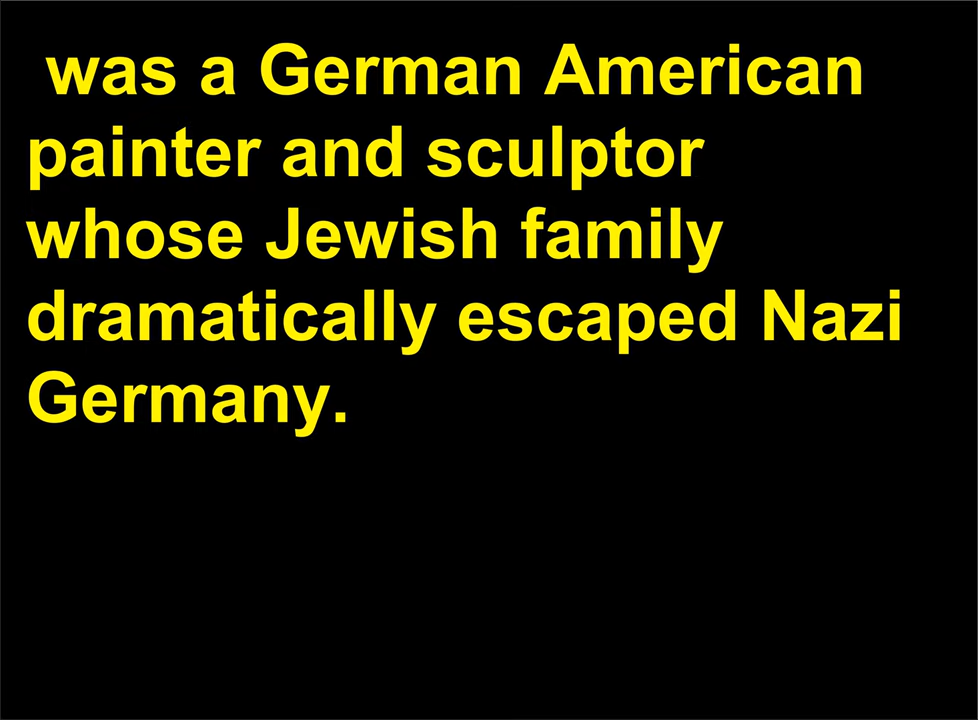 was a German American
painter and sculptor
whose Jewish family
dramatically escaped Nazi
Germany.